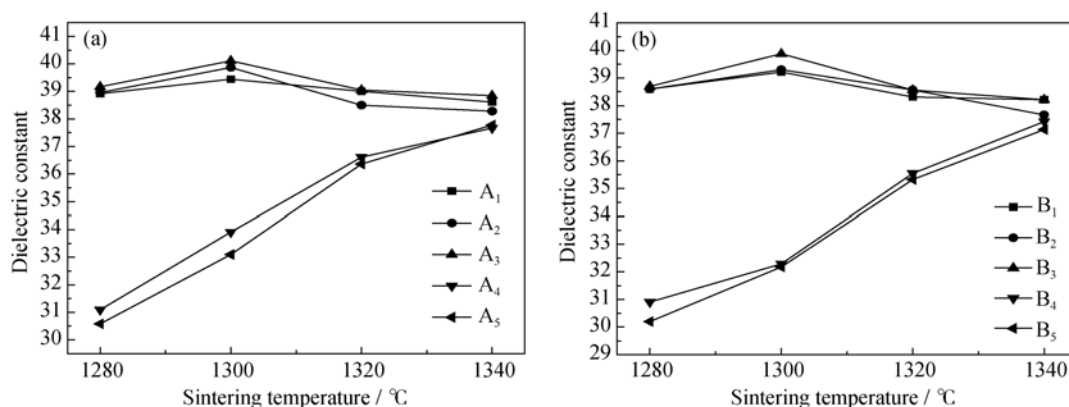 (a)
Dielectric constant
41
40
39
38
37
36
35
34
33
32
31
30
A₁
A₂
A₃
A₄
A₅
1280 1300 1320 1340
Sintering temperature / ℃
(b)
Dielectric constant
41
40
39
38
37
36
35
34
33
32
31
30
29
B₁
B₂
B₃
B₄
B₅
1280 1300 1320 1340
Sintering temperature / ℃